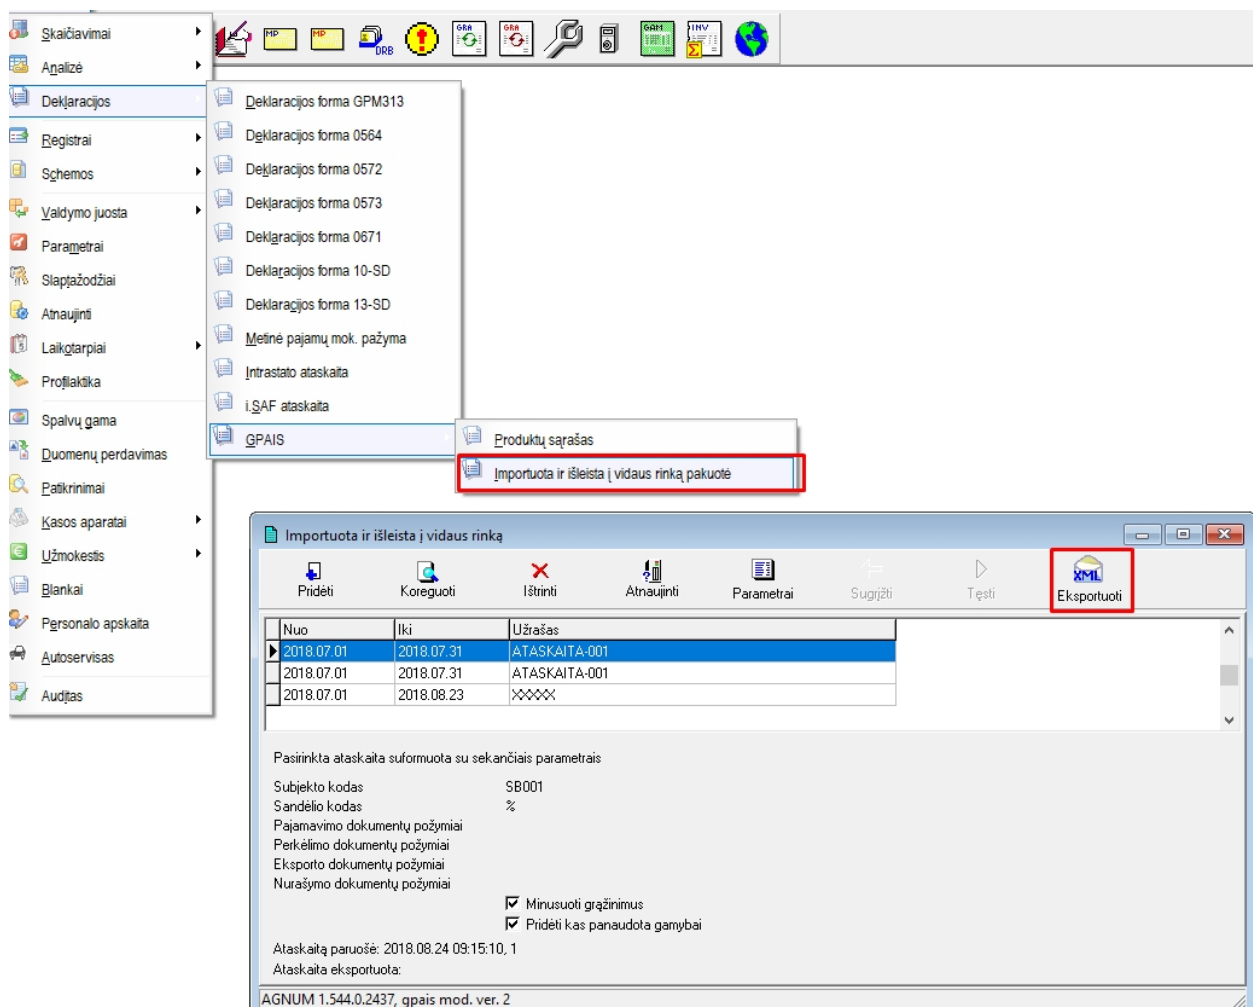 Skaičiavimai
Analizė
Deklaracijos
Registrai
Schemos
Valdymo juosta
Parametrai
Slaptažodžiai
Atnaujinti
Laikotarpiai
Profilaktika
Spalvų gama
Duomenų perdavimas
Patikrinimai
Kasos aparatai
Užmokestis
Blankai
Personalo apskaita
Autoservisas
Auditas
MP
MP
DRB
GRA
GRA
GAM
INV
Deklaracijos forma GPM313
Deklaracijos forma 0564
Deklaracijos forma 0572
Deklaracijos forma 0573
Deklaracijos forma 0671
Deklaracijos forma 10-SD
Deklaracijos forma 13-SD
Metinė pajamų mok. pažyma
Intrastato ataskaita
i.SAF ataskaita
GPAIS
Produktų sąrašas
Importuota ir išleista į vidaus rinką pakuotė
Importuota ir išleista į vidaus rinką
Pridėti Koreguoti Ištrinti Atnaujinti Parametrai Sugrįžti Tęsti XML Eksportuoti
Nuo Iki Užrašas
2018.07.01 2018.07.31 ATASKAITA-001
2018.07.01 2018.07.31 ATASKAITA-001
2018.07.01 2018.08.23 XXXXX
Pasirinkta ataskaita suformuota su sekančiais parametrais
Subjekto kodas SB001
Sandėlio kodas %
Pajamavimo dokumentų požymiai
Perkėlimo dokumentų požymiai
Eksporto dokumentų požymiai
Nurašymo dokumentų požymiai
Minusuoti grąžinimus
Pridėti kas panaudota gamybai
Ataskaitą paruošė: 2018.08.24 09:15:10, 1
Ataskaita eksportuota:
AGNUM 1.544.0.2437, gpais mod. ver. 2